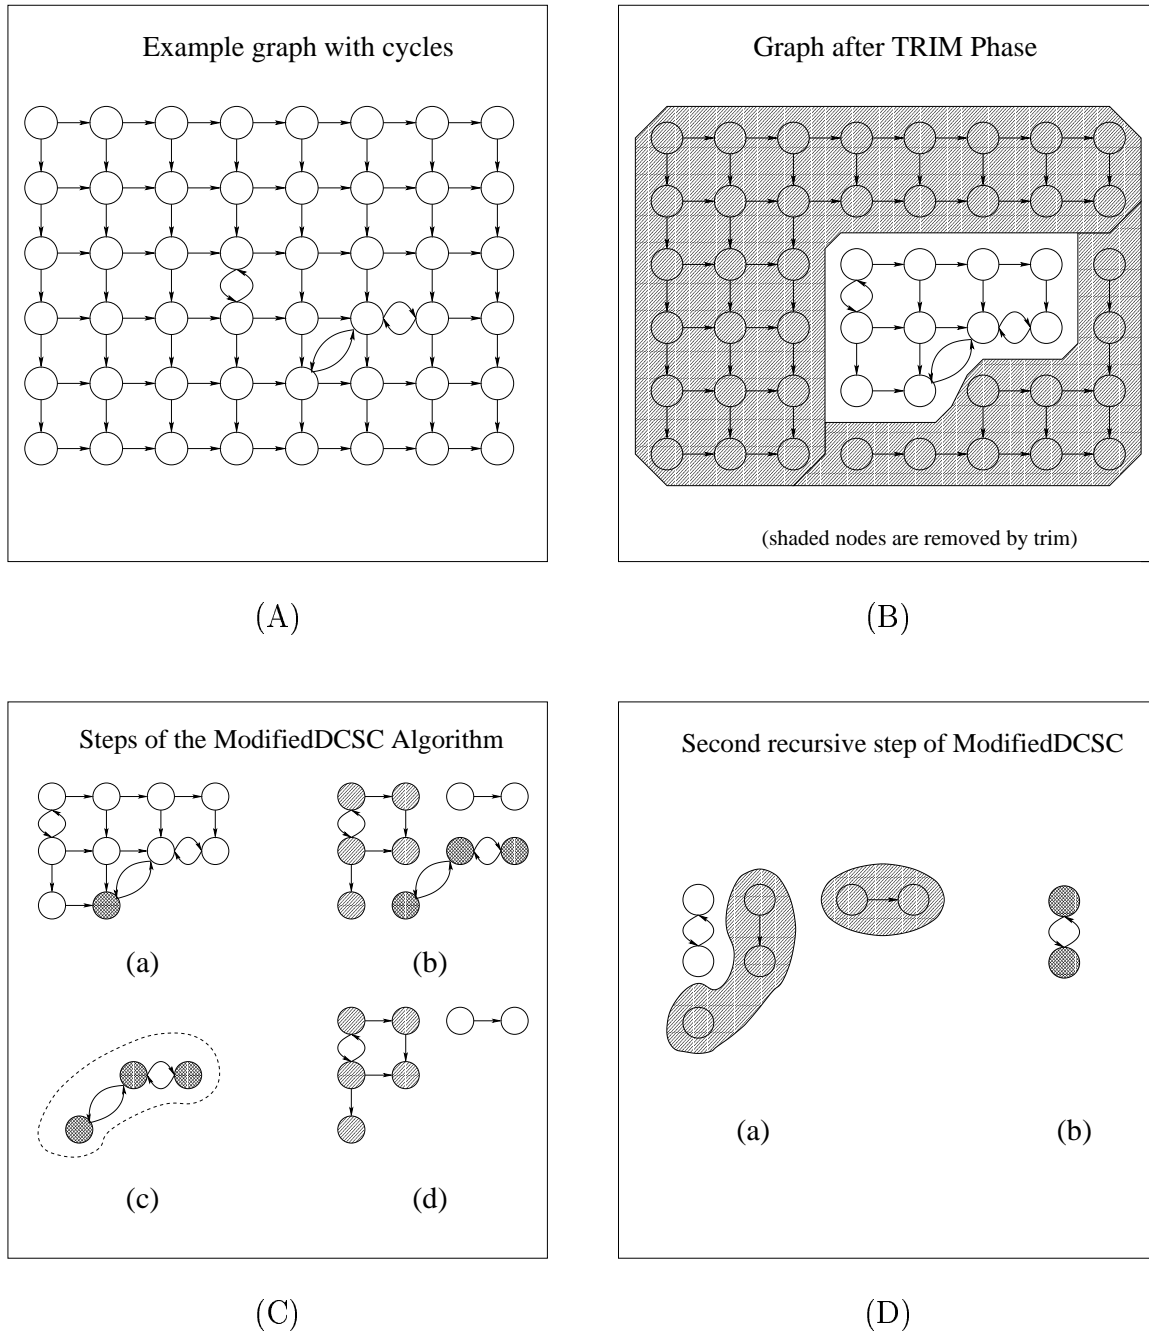 Example graph with cycles
Graph after TRIM Phase
(shaded nodes are removed by trim)
(A)
(B)
Steps of the ModifiedDCSC Algorithm
(a)
(b)
(c)
(d)
Second recursive step of ModifiedDCSC
(a)
(b)
(C)
(D)